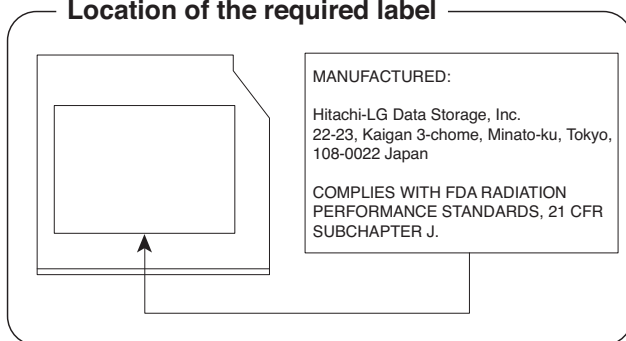 Location of the required label
MANUFACTURED:
Hitachi-LG Data Storage, Inc.
22-23, Kaigan 3-chome, Minato-ku, Tokyo,
108-0022 Japan
COMPLIES WITH FDA RADIATION
PERFORMANCE STANDARDS, 21 CFR
SUBCHAPTER J.